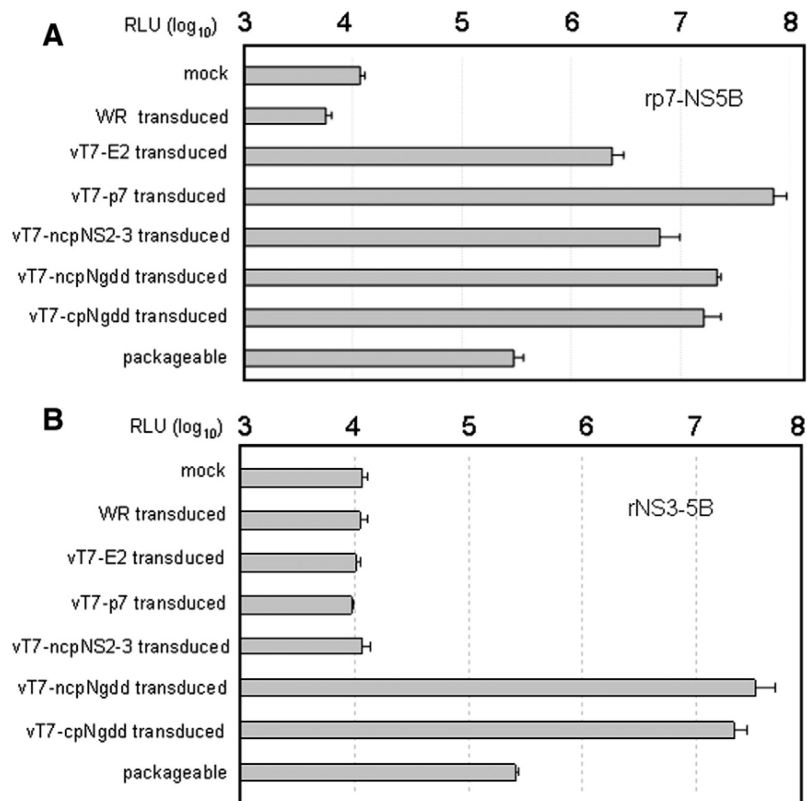 A
RLU (log10) 3 4 5 6 7 8
rp7-NS5B
mock
WR transduced
vT7-E2 transduced
vT7-p7 transduced
vT7-ncpNS2-3 transduced
vT7-ncpNgdd transduced
vT7-cpNgdd transduced
packageable
B
RLU (log10) 3 4 5 6 7 8
rNS3-5B
mock
WR transduced
vT7-E2 transduced
vT7-p7 transduced
vT7-ncpNS2-3 transduced
vT7-ncpNgdd transduced
vT7-cpNgdd transduced
packageable